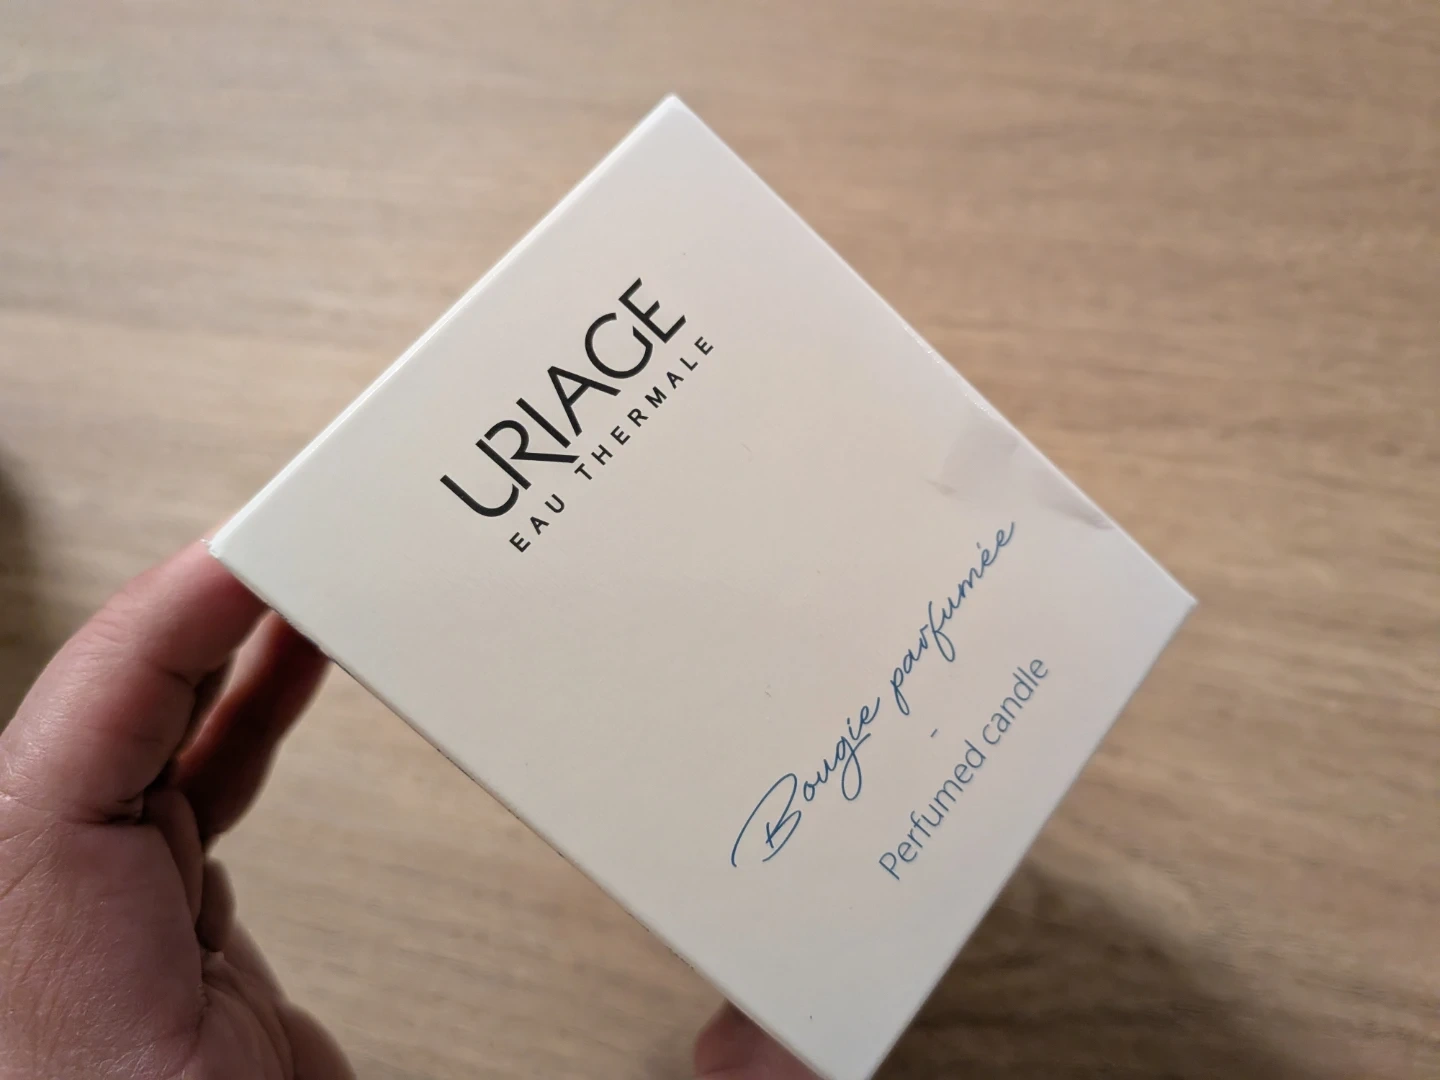 URIAGE
EAU THERMALE
Bougie parfumée
-
Perfumed candle